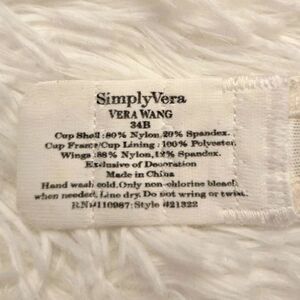 SimplyVera
VERA WANG
34B
Cup Shell :80% Nylon.20% Spandex.
Cup Frame/Cup Lining : 100% Polyester.
Wings :88% Nylon,12% Spandex.
Exclusive of Decoration
Made in China
Hand wash cold.Only non-chlorine bleach
when needed. Line dry. Do not wring or twist.
RN#110987: Style #21322